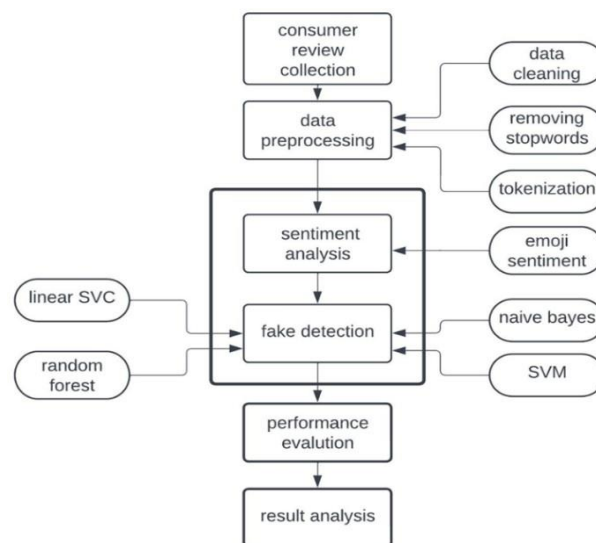 consumer
review
collection
data
cleaning
data
preprocessing
removing
stopwords
tokenization
sentiment
analysis
emoji
sentiment
linear SVC
fake detection
naive bayes
random
forest
SVM
performance
evalution
result analysis